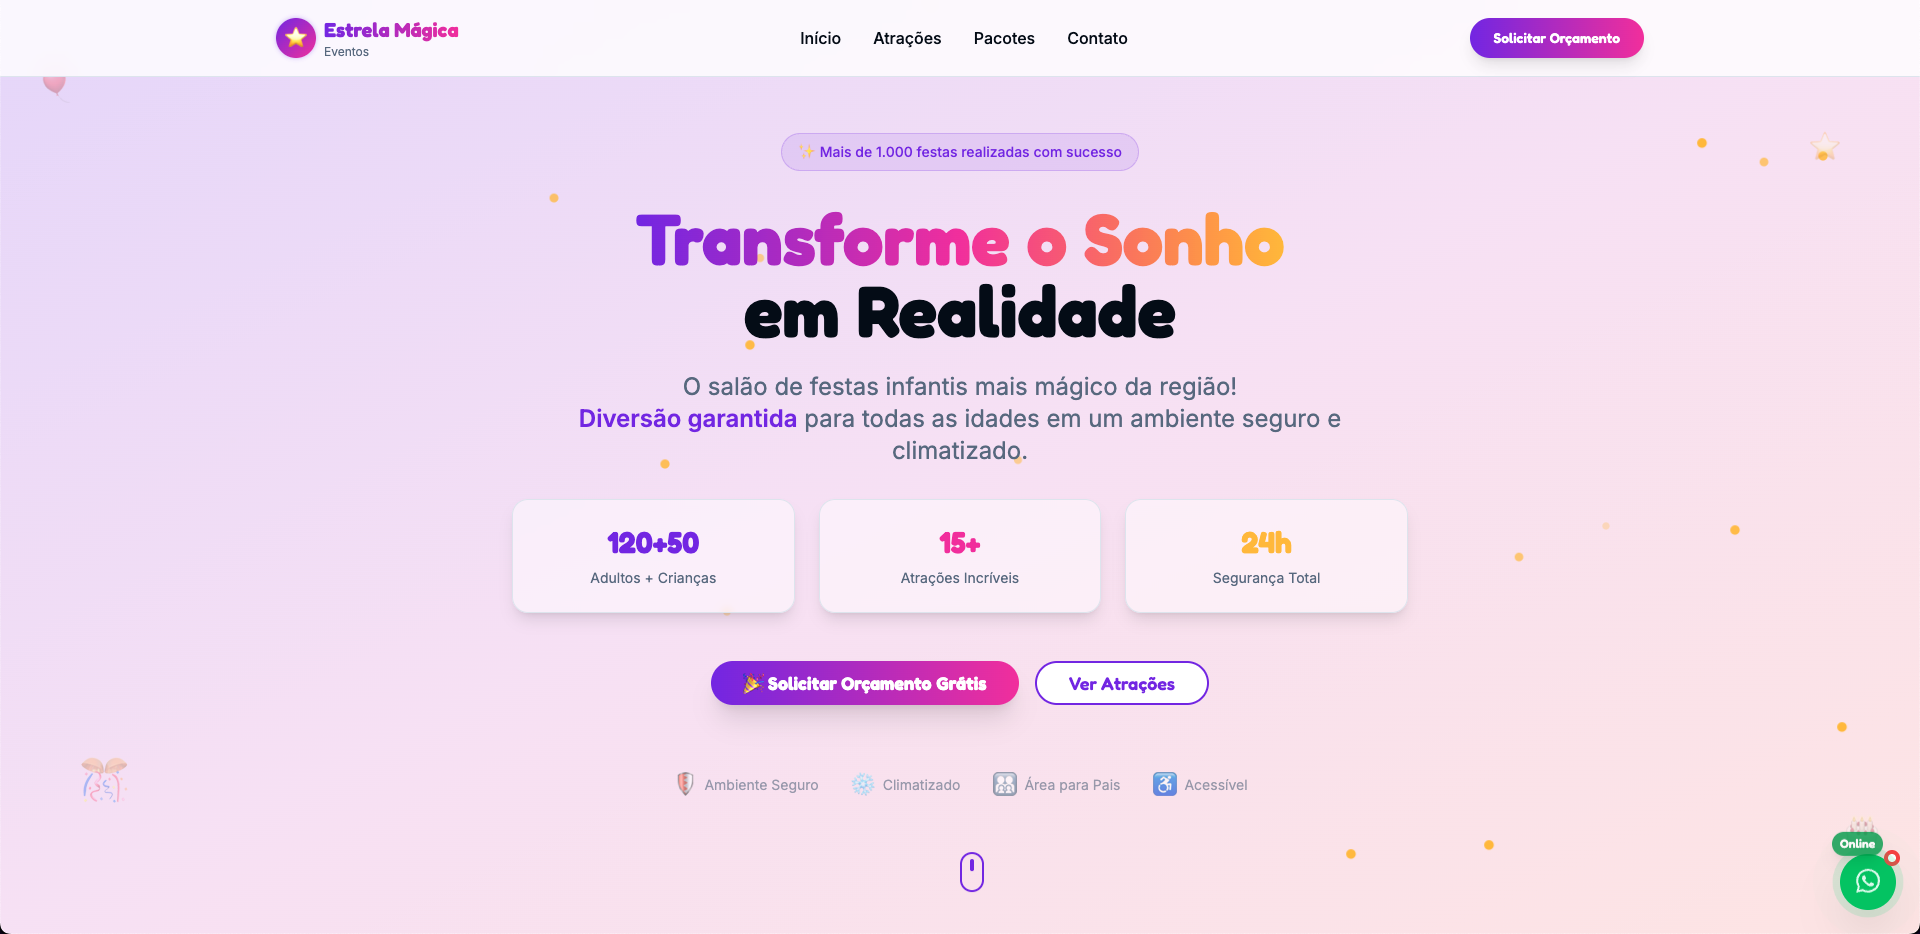 Estrela Mágica
Eventos
Início
Atrações
Pacotes
Contato
Solicitar Orçamento
✨ Mais de 1.000 festas realizadas com sucesso
Transforme o Sonho
em Realidade
O salão de festas infantis mais mágico da região!
Diversão garantida para todas as idades em um ambiente seguro e
climatizado.
120+50
Adultos + Crianças
15+
Atrações Incríveis
24h
Segurança Total
🎉 Solicitar Orçamento Grátis
Ver Atrações
Ambiente Seguro
Climatizado
Área para Pais
Acessível
Online